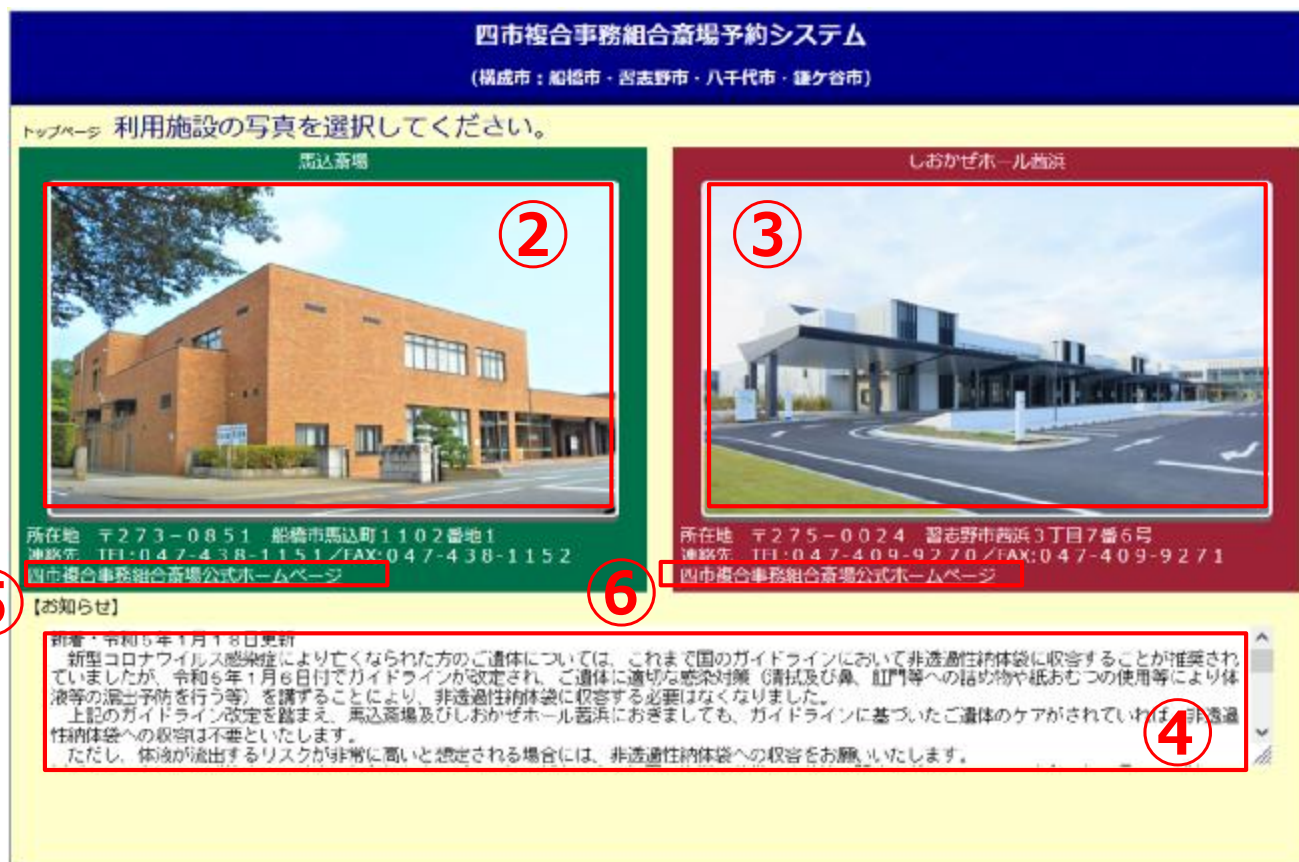 四市複合事務組合斎場予約システム
(構成市：船橋市・習志野市・八千代市・鎌ケ谷市)
トップページ 利用施設の写真を選択してください。
馬込斎場
②
所在地 〒273-0851 船橋市馬込町1102番地1
連絡先 TEL:047-438-1151/FAX:047-438-1152
四市複合事務組合斎場公式ホームページ
しおかぜホール茜浜
③
所在地 〒275-0024 習志野市茜浜3丁目7番6号
連絡先 TEL:047-409-9270/FAX:047-409-9271
四市複合事務組合斎場公式ホームページ
⑤
⑥
【お知らせ】
新着・令和5年1月18日更新
新型コロナウイルス感染症により亡くなられた方のご遺体については、これまで国のガイドラインにおいて非透過性納体袋に収容することが推奨され
ていましたが、令和5年1月6日付でガイドラインが改定され、ご遺体に適切な感染対策（清拭及び鼻、肛門等への詰め物や紙おむつの使用等により体
液等の漏出予防を行う等）を講ずることにより、非透過性納体袋に収容する必要はなくなりました。
上記のガイドライン改定を踏まえ、馬込斎場及びしおかぜホール茜浜におきましても、ガイドラインに基づいたご遺体のケアがされていれば、非透過
性納体袋への収容は不要といたします。
ただし、体液が流出するリスクが非常に高いと想定される場合には、非透過性納体袋への収容をお願いいたします。
④